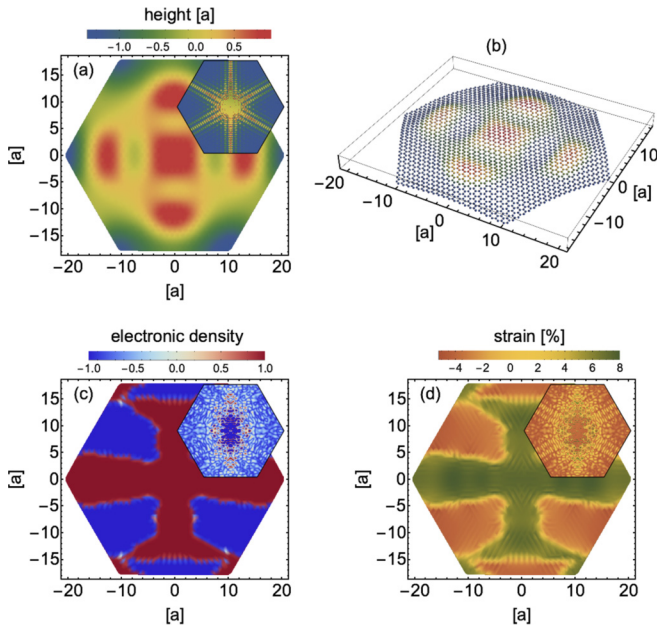 height [a]
−1.0 −0.5 0.0 0.5
(a)
15
10
5
0
−5
−10
−15
[a]
−20 −10 0 10 20
[a]
(b)
−20
−10
0
10
20
[a]
−10
0
10
[a]
electronic density
−1.0 −0.5 0.0 0.5 1.0
(c)
15
10
5
0
−5
−10
−15
[a]
−20 −10 0 10 20
[a]
strain [%]
−4 −2 0 2 4 6 8
(d)
15
10
5
0
−5
−10
−15
[a]
−20 −10 0 10 20
[a]